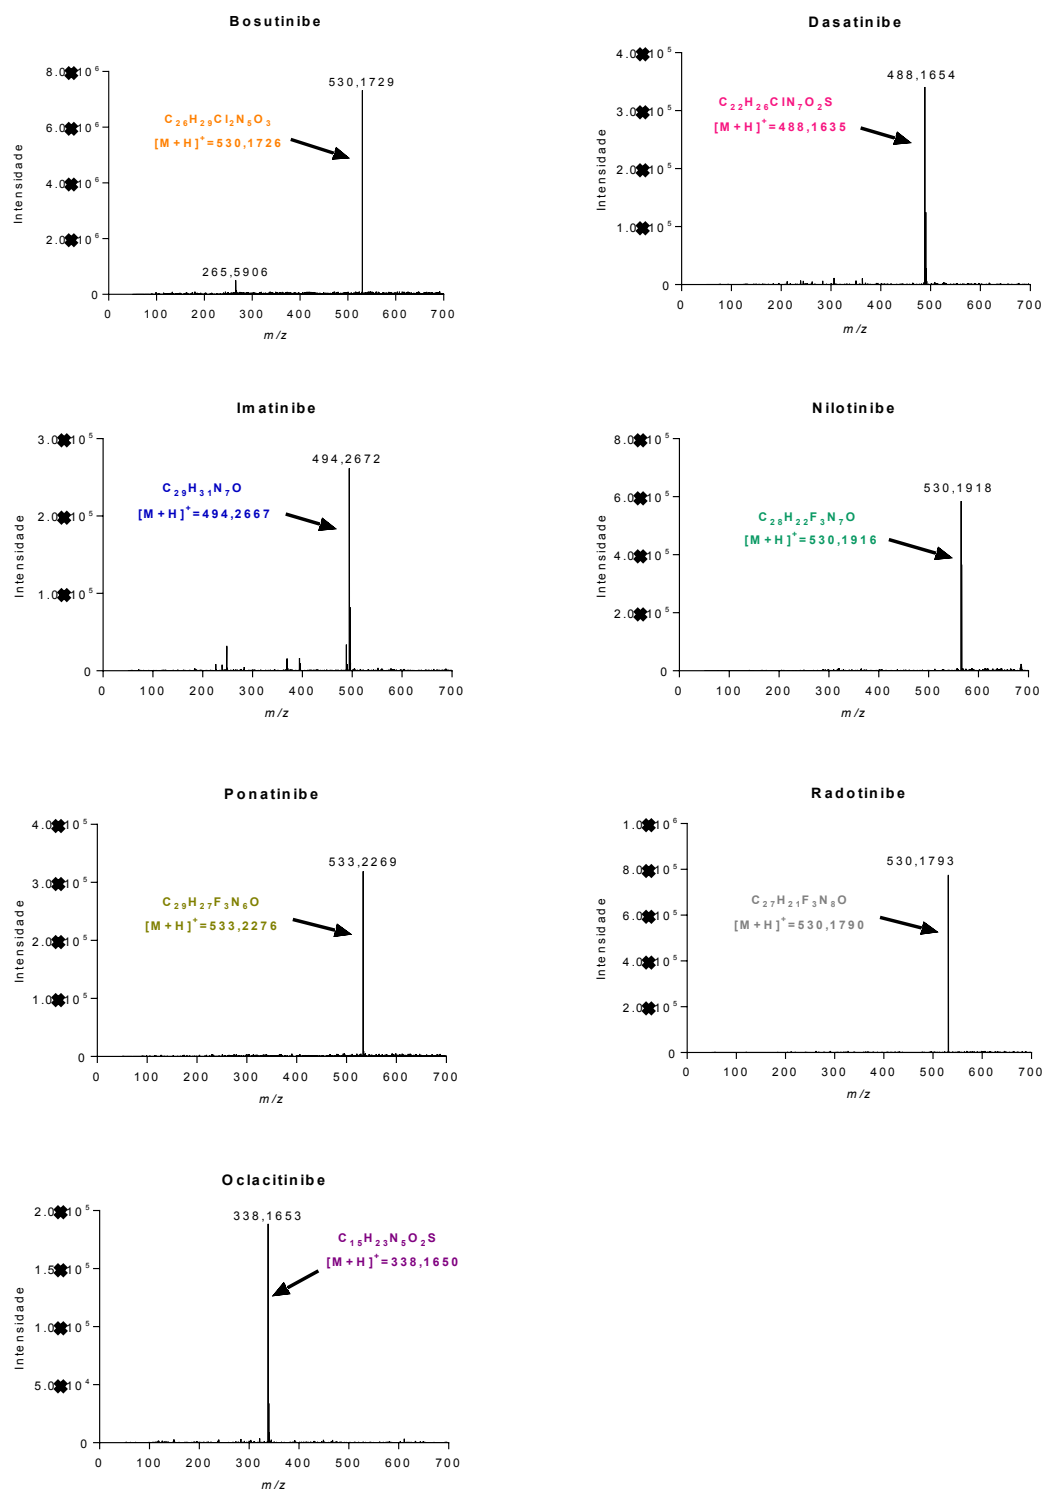 Bosutinibe
8.0✖10⁶
6.0✖10⁶
4.0✖10⁶
2.0✖10⁶
0
Intensidade
530,1729
C₂₆H₂₉Cl₂N₅O₃
[M+H]⁺=530,1726
265,5906
0 100 200 300 400 500 600 700
m/z
Dasatinibe
4.0✖10⁵
3.0✖10⁵
2.0✖10⁵
1.0✖10⁵
0
Intensidade
488,1654
C₂₂H₂₆ClN₇O₂S
[M+H]⁺=488,1635
0 100 200 300 400 500 600 700
m/z
Imatinibe
3.0✖10⁵
2.0✖10⁵
1.0✖10⁵
0
Intensidade
494,2672
C₂₉H₃₁N₇O
[M+H]⁺=494,2667
0 100 200 300 400 500 600 700
m/z
Nilotinibe
8.0✖10⁵
6.0✖10⁵
4.0✖10⁵
2.0✖10⁵
0
Intensidade
530,1918
C₂₈H₂₂F₃N₇O
[M+H]⁺=530,1916
0 100 200 300 400 500 600 700
m/z
Ponatinibe
4.0✖10⁵
3.0✖10⁵
2.0✖10⁵
1.0✖10⁵
0
Intensidade
533,2269
C₂₉H₂₇F₃N₆O
[M+H]⁺=533,2276
0 100 200 300 400 500 600 700
m/z
Radotinibe
1.0✖10⁶
8.0✖10⁵
6.0✖10⁵
4.0✖10⁵
2.0✖10⁵
0
Intensidade
530,1793
C₂₇H₂₁F₃N₈O
[M+H]⁺=530,1790
0 100 200 300 400 500 600 700
m/z
Oclacitinibe
2.0✖10⁵
1.5✖10⁵
1.0✖10⁵
5.0✖10⁴
0
Intensidade
338,1653
C₁₅H₂₃N₅O₂S
[M+H]⁺=338,1650
0 100 200 300 400 500 600 700
m/z